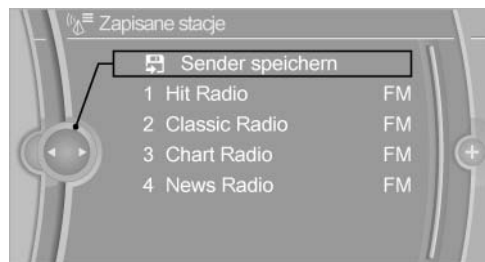 Zapisane stacje
Sender speichern
1 Hit Radio FM
2 Classic Radio FM
3 Chart Radio FM
4 News Radio FM